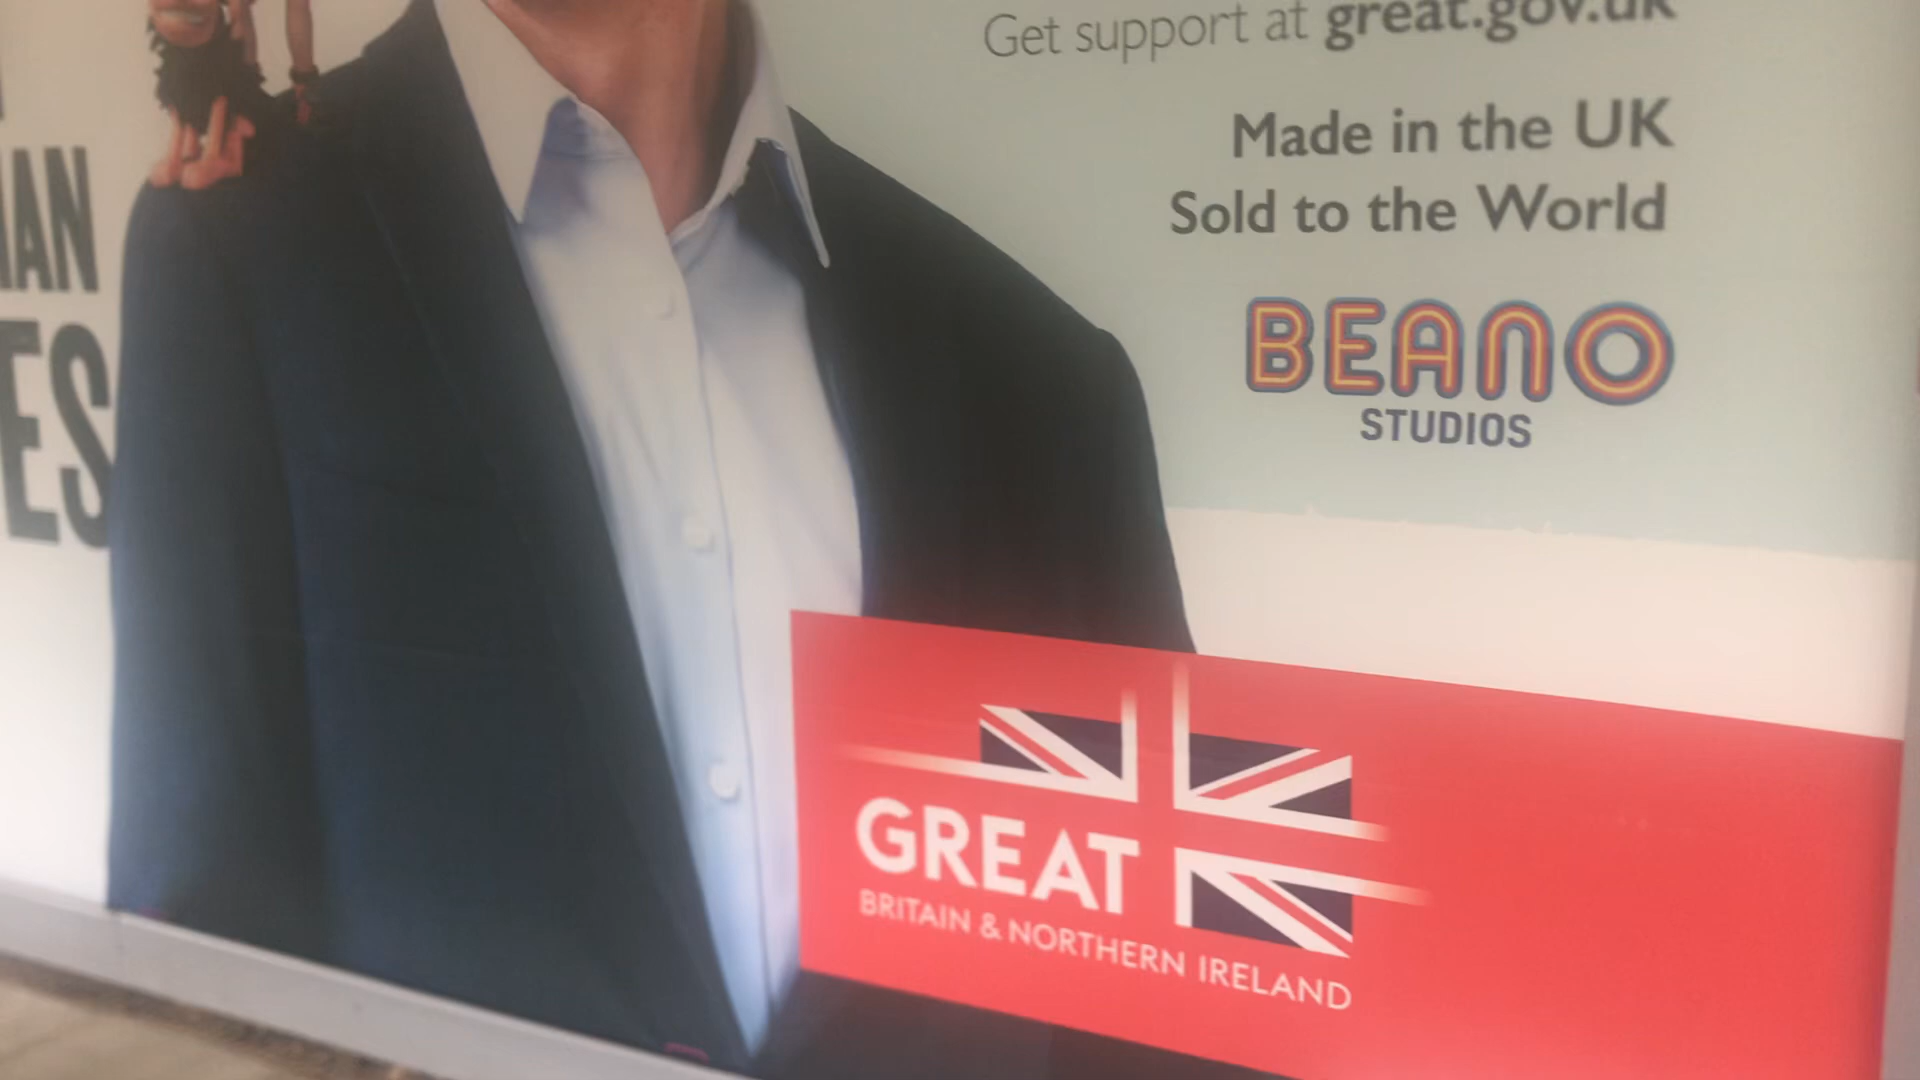 Get support at great.gov.uk
Made in the UK
Sold to the World
BEANO
STUDIOS
GREAT
BRITAIN & NORTHERN IRELAND